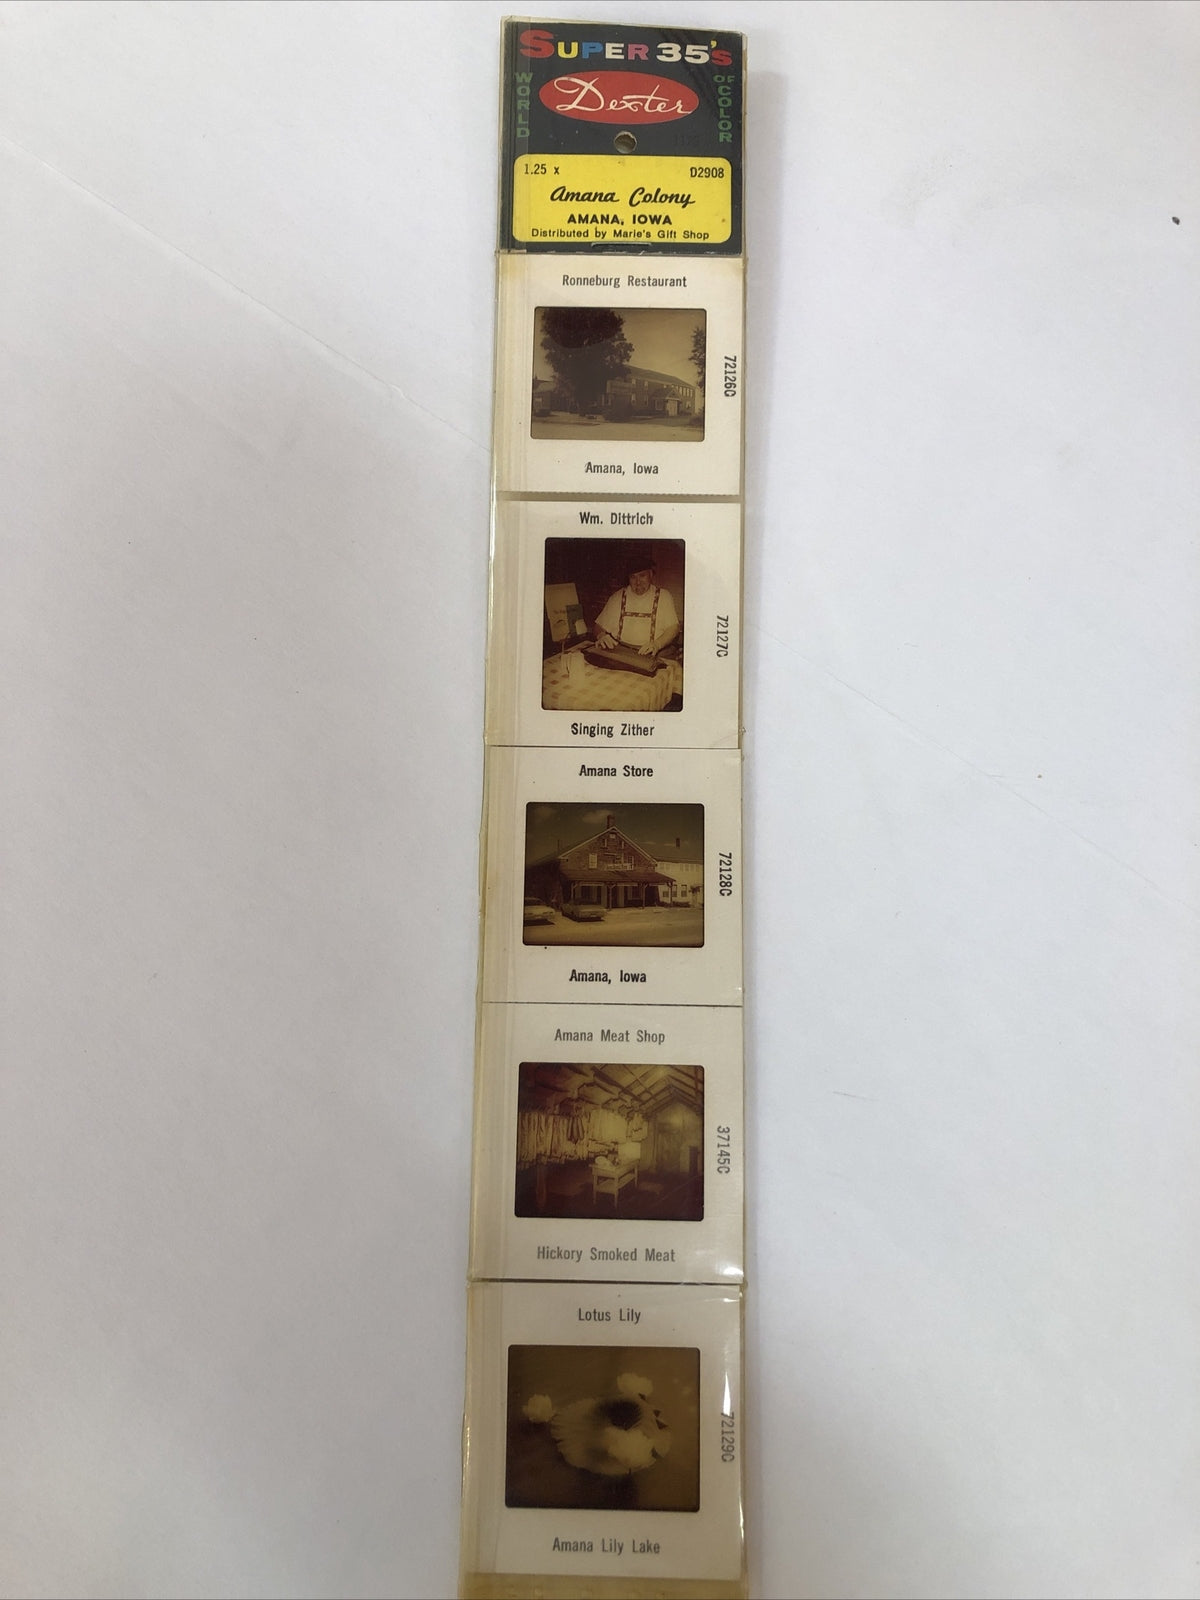 SUPER 35's
WORLD
OF COLOR
Dexter
1.25 x
D2908
Amana Colony
AMANA, IOWA
Distributed by Marie's Gift Shop
Ronneburg Restaurant
72126C
Amana, Iowa
Wm. Dittrich
72127C
Singing Zither
Amana Store
72128C
Amana, Iowa
Amana Meat Shop
37145C
Hickory Smoked Meat
Lotus Lily
72129C
Amana Lily Lake